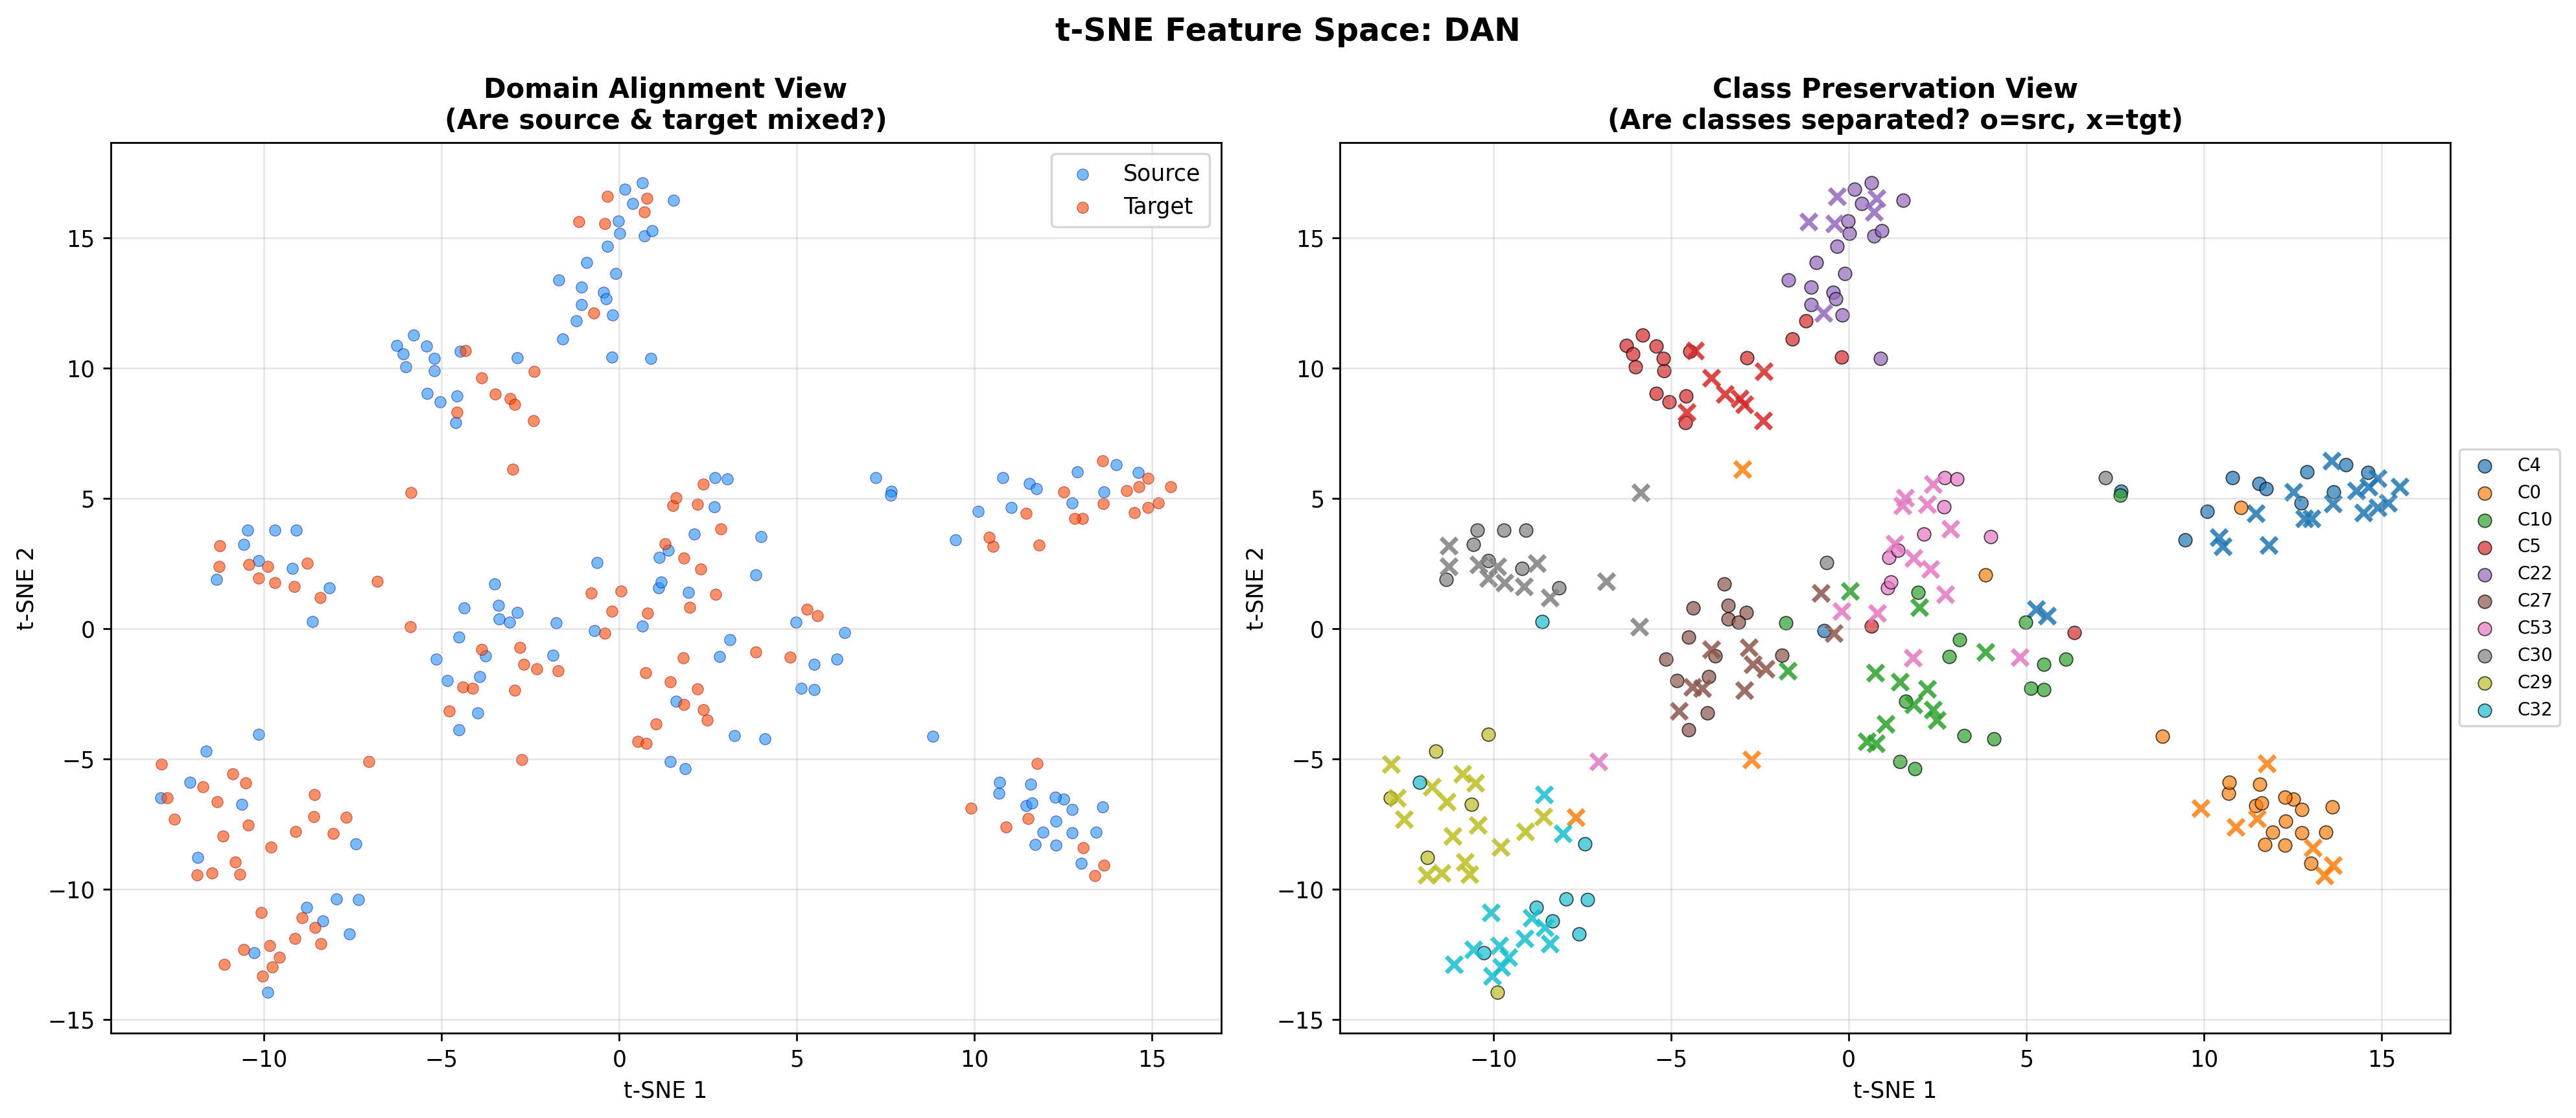 t-SNE Feature Space: DAN
Domain Alignment View
(Are source & target mixed?)
Source
Target
15
10
5
0
−5
−10
−15
t-SNE 2
−10
−5
0
5
10
15
t-SNE 1
Class Preservation View
(Are classes separated? o=src, x=tgt)
15
10
5
0
−5
−10
−15
t-SNE 2
−10
−5
0
5
10
15
t-SNE 1
C4
C0
C10
C5
C22
C27
C53
C30
C29
C32